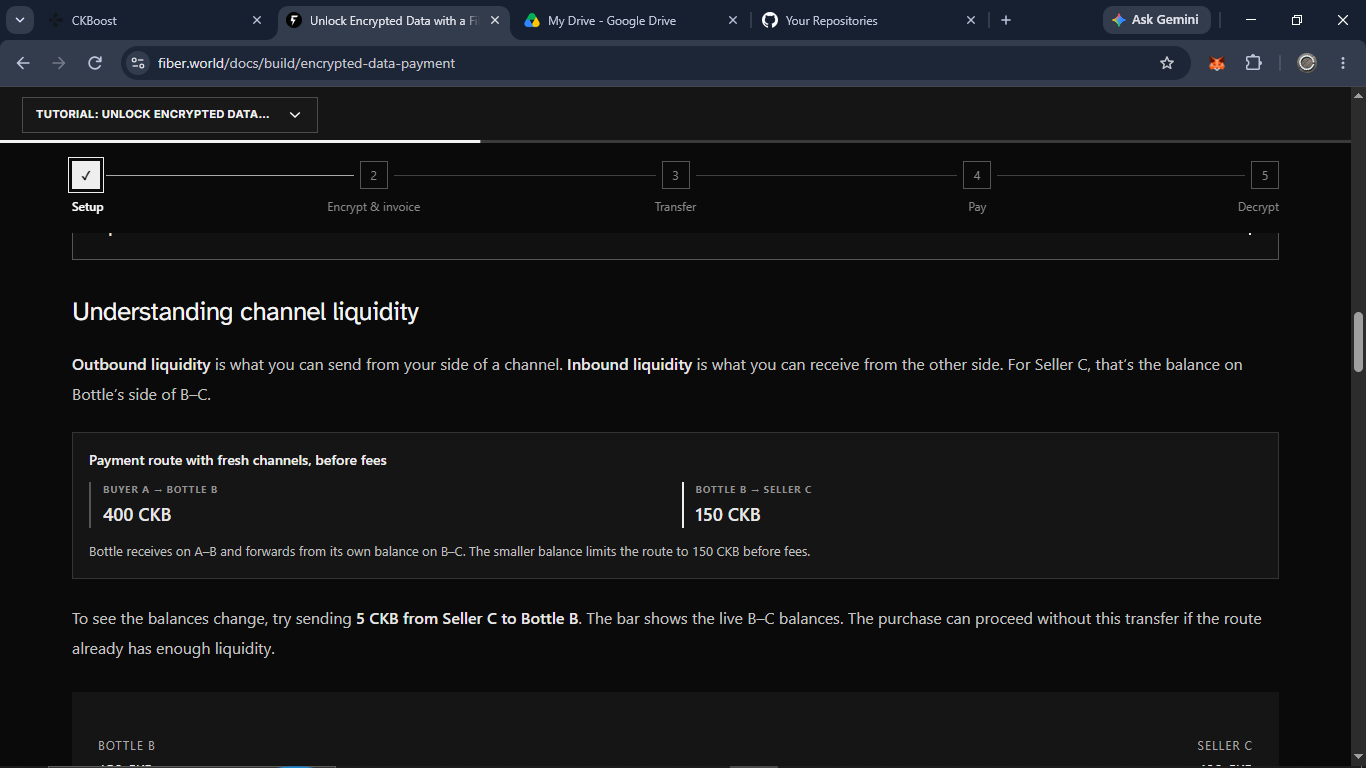 CKBoost
Unlock Encrypted Data with a Fi
My Drive - Google Drive
Your Repositories
Ask Gemini
fiber.world/docs/build/encrypted-data-payment
TUTORIAL: UNLOCK ENCRYPTED DATA...
✓ 2 3 4 5
Setup Encrypt & invoice Transfer Pay Decrypt
Understanding channel liquidity
Outbound liquidity is what you can send from your side of a channel. Inbound liquidity is what you can receive from the other side. For Seller C, that's the balance on
Bottle's side of B–C.
Payment route with fresh channels, before fees
BUYER A → BOTTLE B
400 CKB
BOTTLE B → SELLER C
150 CKB
Bottle receives on A–B and forwards from its own balance on B–C. The smaller balance limits the route to 150 CKB before fees.
To see the balances change, try sending 5 CKB from Seller C to Bottle B. The bar shows the live B–C balances. The purchase can proceed without this transfer if the route
already has enough liquidity.
BOTTLE B
SELLER C